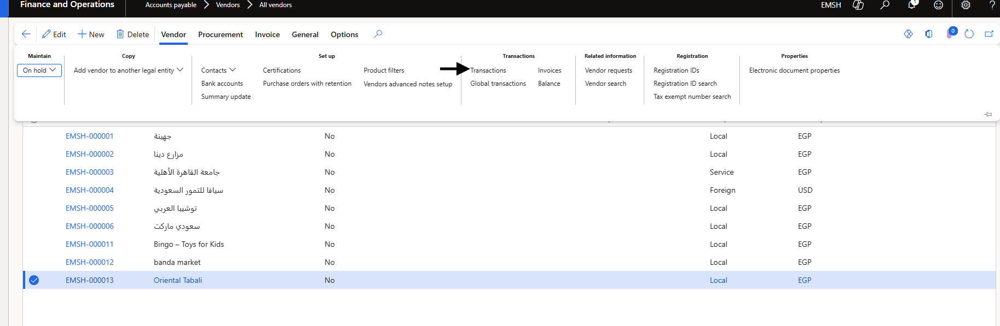 Finance and Operations
Accounts payable > Vendors > All vendors
EMSH
1
?
Edit
New
Delete
Vendor
Procurement
Invoice
General
Options
0
Maintain
On hold
Copy
Add vendor to another legal entity
Set up
Contacts
Bank accounts
Summary update
Certifications
Purchase orders with retention
Product filters
Vendors advanced notes setup
Transactions
Transactions
Global transactions
Invoices
Balance
Related information
Vendor requests
Vendor search
Registration
Registration IDs
Registration ID search
Tax exempt number search
Properties
Electronic document properties
EMSH-000001 جهينة No Local EGP
EMSH-000002 مزارع دينا No Local EGP
EMSH-000003 جامعة القاهرة الأهلية No Service EGP
EMSH-000004 سيافا للتمور السعودية No Foreign USD
EMSH-000005 توشيبا العربي No Local EGP
EMSH-000006 سعودي ماركت No Local EGP
EMSH-000011 Bingo – Toys for Kids No Local EGP
EMSH-000012 banda market No Local EGP
EMSH-000013 Oriental Tabali No Local EGP